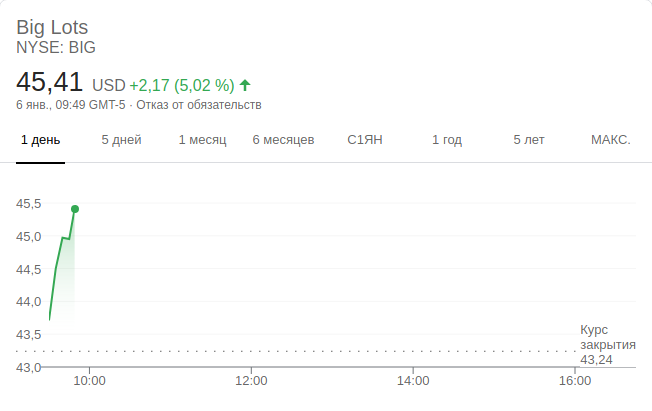 Big Lots
NYSE: BIG
45,41 USD +2,17 (5,02 %)
6 янв., 09:49 GMT-5 · Отказ от обязательств
1 день 5 дней 1 месяц 6 месяцев С1ЯН 1 год 5 лет МАКС.
45,5
45,0
44,5
44,0
43,5
Курс
закрытия
43,24
43,0
10:00 12:00 14:00 16:00